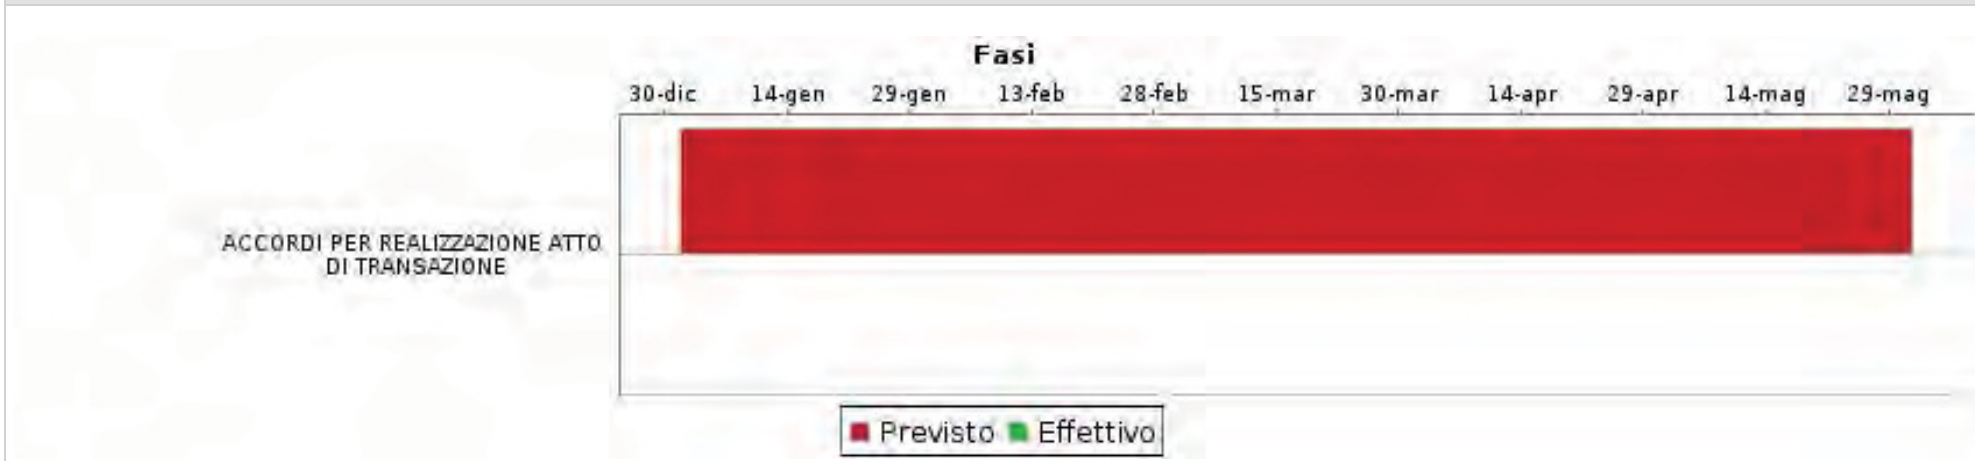 Fasi
30-dic 14-gen 29-gen 13-feb 28-feb 15-mar 30-mar 14-apr 29-apr 14-mag 29-mag
ACCORDI PER REALIZZAZIONE ATTO
DI TRANSAZIONE
Previsto Effettivo